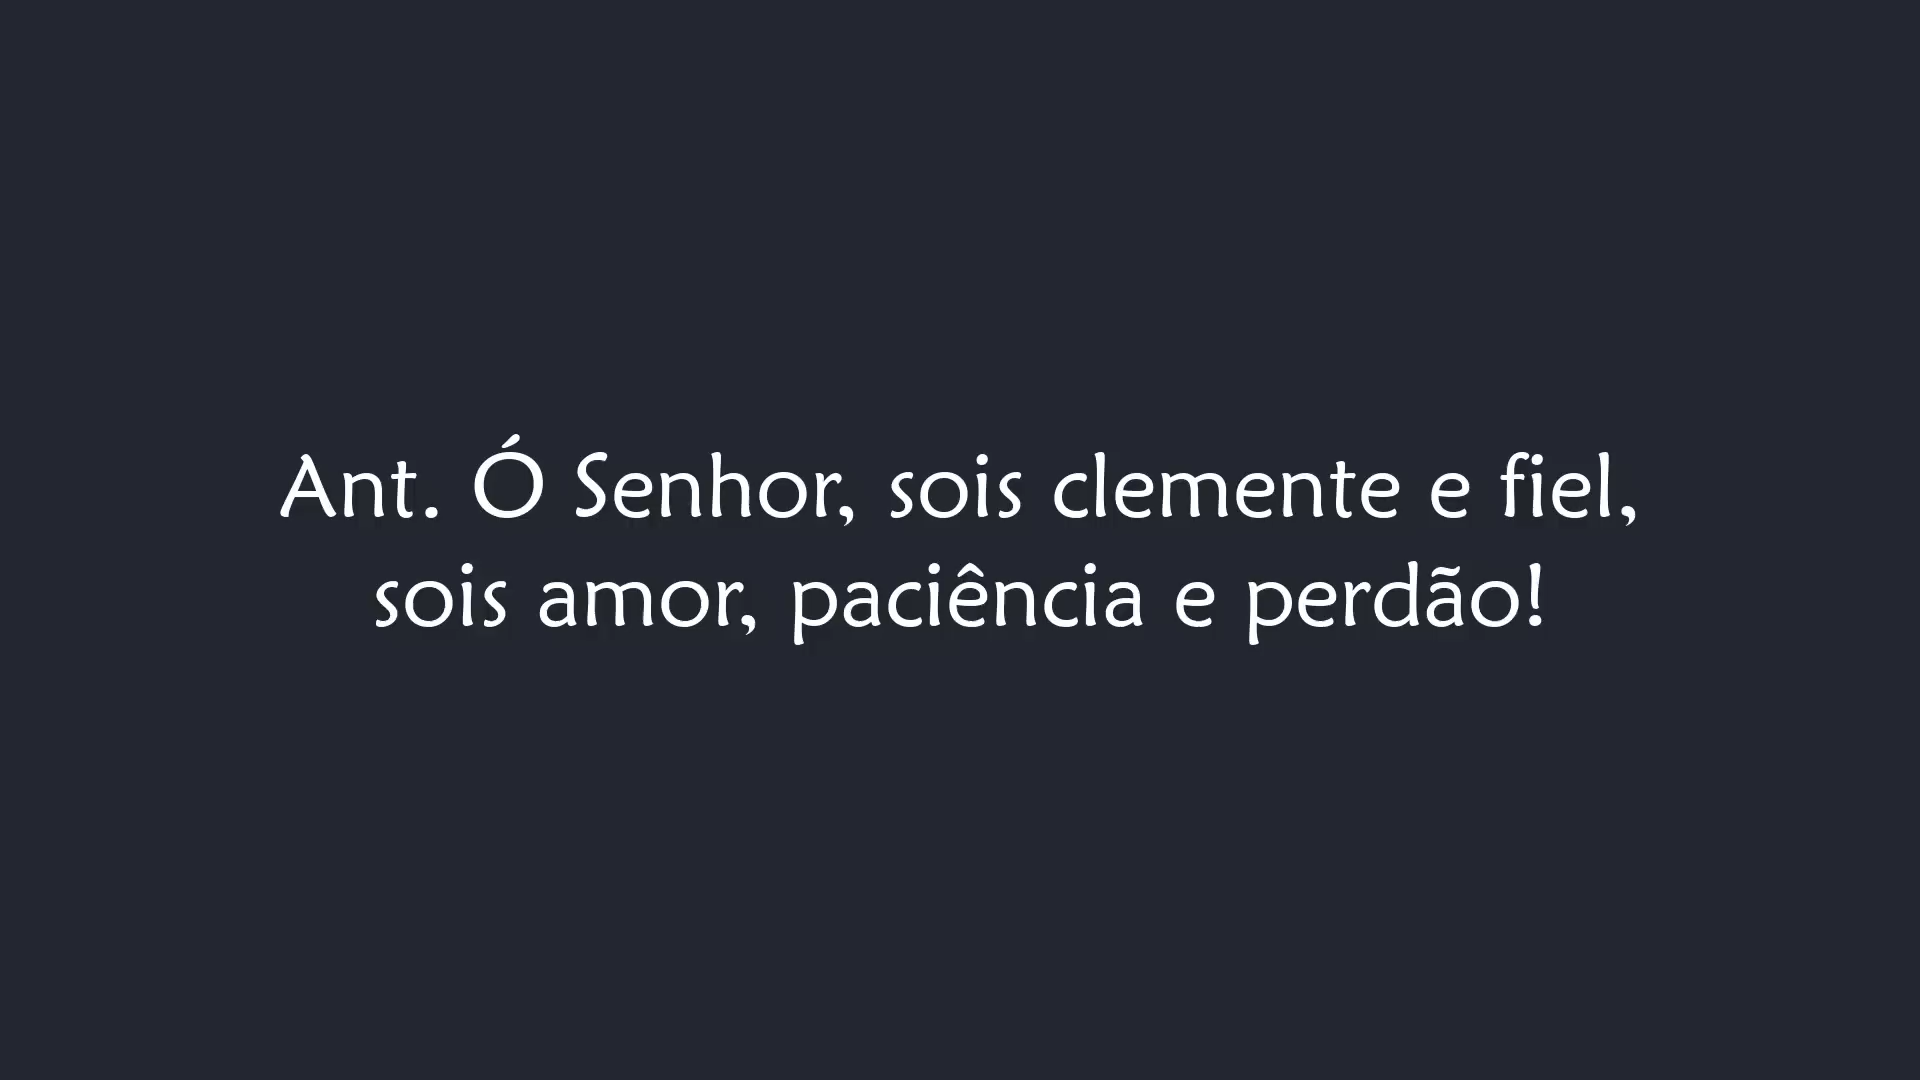 Ant. Ó Senhor, sois clemente e fiel,
sois amor, paciência e perdão!